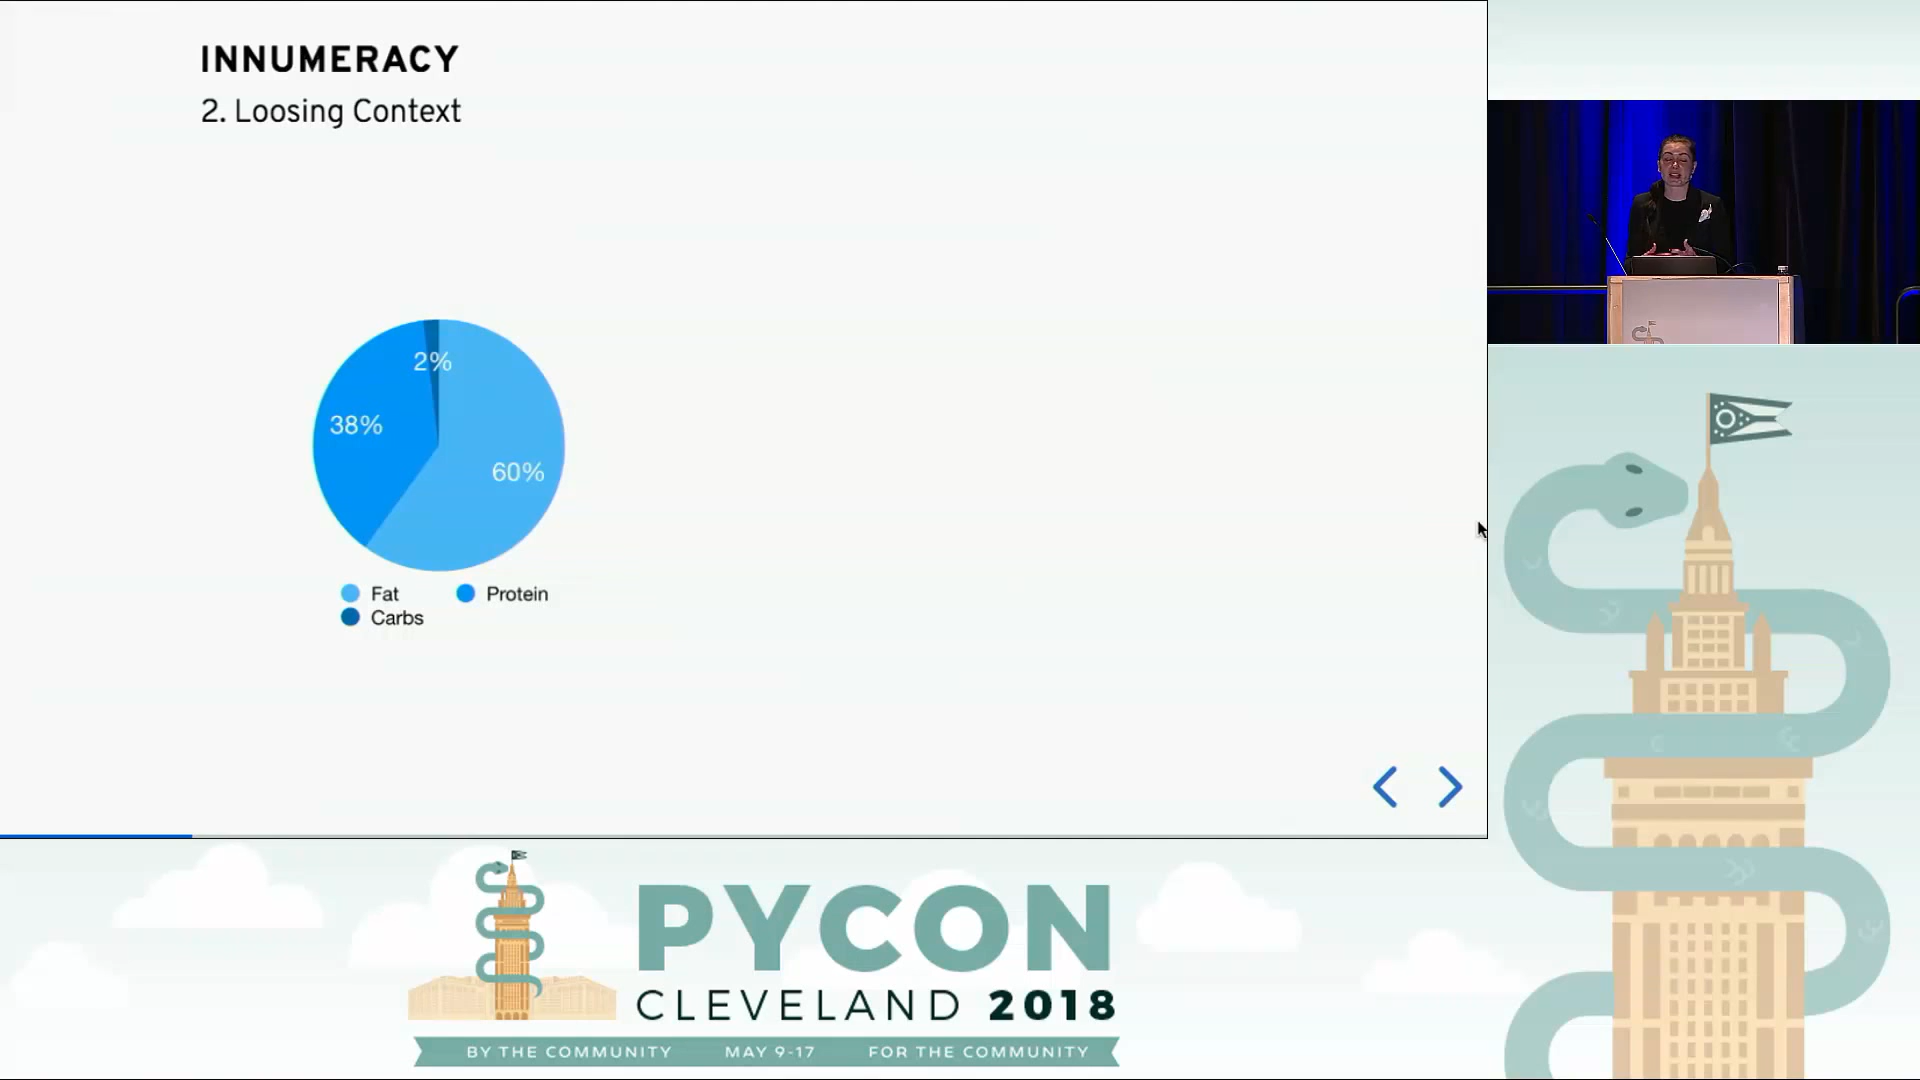 INNUMERACY
2. Loosing Context
2%
38%
60%
Fat
Protein
Carbs
PYCON
CLEVELAND 2018
BY THE COMMUNITY MAY 9-17 FOR THE COMMUNITY